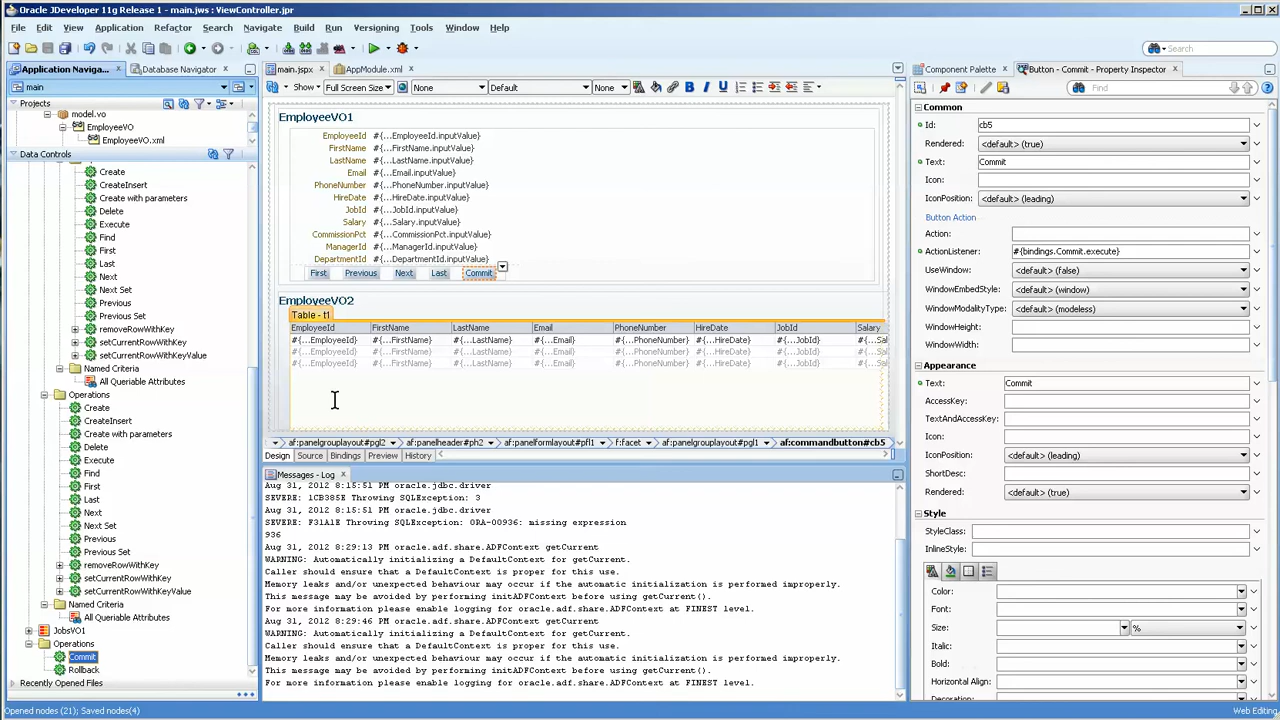 Oracle JDeveloper 11g Release 1 - main.jws : ViewController.jpr
File Edit View Application Refactor Search Navigate Build Run Versioning Tools Window Help
Search
Application Naviga...
Database Navigator
main
Projects
model.vo
EmployeeVO
EmployeeVO.xml
Data Controls
Create
CreateInsert
Create with parameters
Delete
Execute
Find
First
Last
Next
Next Set
Previous
Previous Set
removeRowWithKey
setCurrentRowWithKey
setCurrentRowWithKeyValue
Named Criteria
All Queriable Attributes
Operations
Create
CreateInsert
Create with parameters
Delete
Execute
Find
First
Last
Next
Next Set
Previous
Previous Set
removeRowWithKey
setCurrentRowWithKey
setCurrentRowWithKeyValue
Named Criteria
All Queriable Attributes
JobsVO1
Operations
Commit
Rollback
Recently Opened Files
main.jspx
AppModule.xml
Show Full Screen Size None Default None
EmployeeVO1
EmployeeId #{...EmployeeId.inputValue}
FirstName #{...FirstName.inputValue}
LastName #{...LastName.inputValue}
Email #{...Email.inputValue}
PhoneNumber #{...PhoneNumber.inputValue}
HireDate #{...HireDate.inputValue}
JobId #{...JobId.inputValue}
Salary #{...Salary.inputValue}
CommissionPct #{...CommissionPct.inputValue}
ManagerId #{...ManagerId.inputValue}
DepartmentId #{...DepartmentId.inputValue}
First Previous Next Last Commit
EmployeeVO2
Table - t1
EmployeeId FirstName LastName Email PhoneNumber HireDate JobId Salary
#{...EmployeeId} #{...FirstName} #{...LastName} #{...Email} #{...PhoneNumber} #{...HireDate} #{...JobId} #{...Sal
#{...EmployeeId} #{...FirstName} #{...LastName} #{...Email} #{...PhoneNumber} #{...HireDate} #{...JobId} #{...Sal
#{...EmployeeId} #{...FirstName} #{...LastName} #{...Email} #{...PhoneNumber} #{...HireDate} #{...JobId} #{...Sal
af:panelgrouplayout#pgl2 af:panelheader#ph2 af:panelformlayout#pfl1 f:facet af:panelgrouplayout#pgl1 af:commandbutton#cb5
Design Source Bindings Preview History
Messages - Log
Aug 31, 2012 8:15:51 PM oracle.jdbc.driver
SEVERE: 1CB385E Throwing SQLException: 3
Aug 31, 2012 8:15:51 PM oracle.jdbc.driver
SEVERE: F31A1E Throwing SQLException: ORA-00936: missing expression
936
Aug 31, 2012 8:29:13 PM oracle.adf.share.ADFContext getCurrent
WARNING: Automatically initializing a DefaultContext for getCurrent.
Caller should ensure that a DefaultContext is proper for this use.
Memory leaks and/or unexpected behaviour may occur if the automatic initialization is performed improperly.
This message may be avoided by performing initADFContext before using getCurrent().
For more information please enable logging for oracle.adf.share.ADFContext at FINEST level.
Aug 31, 2012 8:29:46 PM oracle.adf.share.ADFContext getCurrent
WARNING: Automatically initializing a DefaultContext for getCurrent.
Caller should ensure that a DefaultContext is proper for this use.
Memory leaks and/or unexpected behaviour may occur if the automatic initialization is performed improperly.
This message may be avoided by performing initADFContext before using getCurrent().
For more information please enable logging for oracle.adf.share.ADFContext at FINEST level.
Component Palette
Button - Commit - Property Inspector
Find
Common
Id: cb5
Rendered: <default> (true)
Text: Commit
Icon:
IconPosition: <default> (leading)
Button Action
Action:
ActionListener: #{bindings.Commit.execute}
UseWindow: <default> (false)
WindowEmbedStyle: <default> (window)
WindowModalityType: <default> (modeless)
WindowHeight:
WindowWidth:
Appearance
Text: Commit
AccessKey:
TextAndAccessKey:
Icon:
IconPosition: <default> (leading)
ShortDesc:
Rendered: <default> (true)
Style
StyleClass:
InlineStyle:
Color:
Font:
Size: %
Italic:
Bold:
Horizontal Align:
Decoration:
Opened nodes (21); Saved nodes(4)
Web Editing